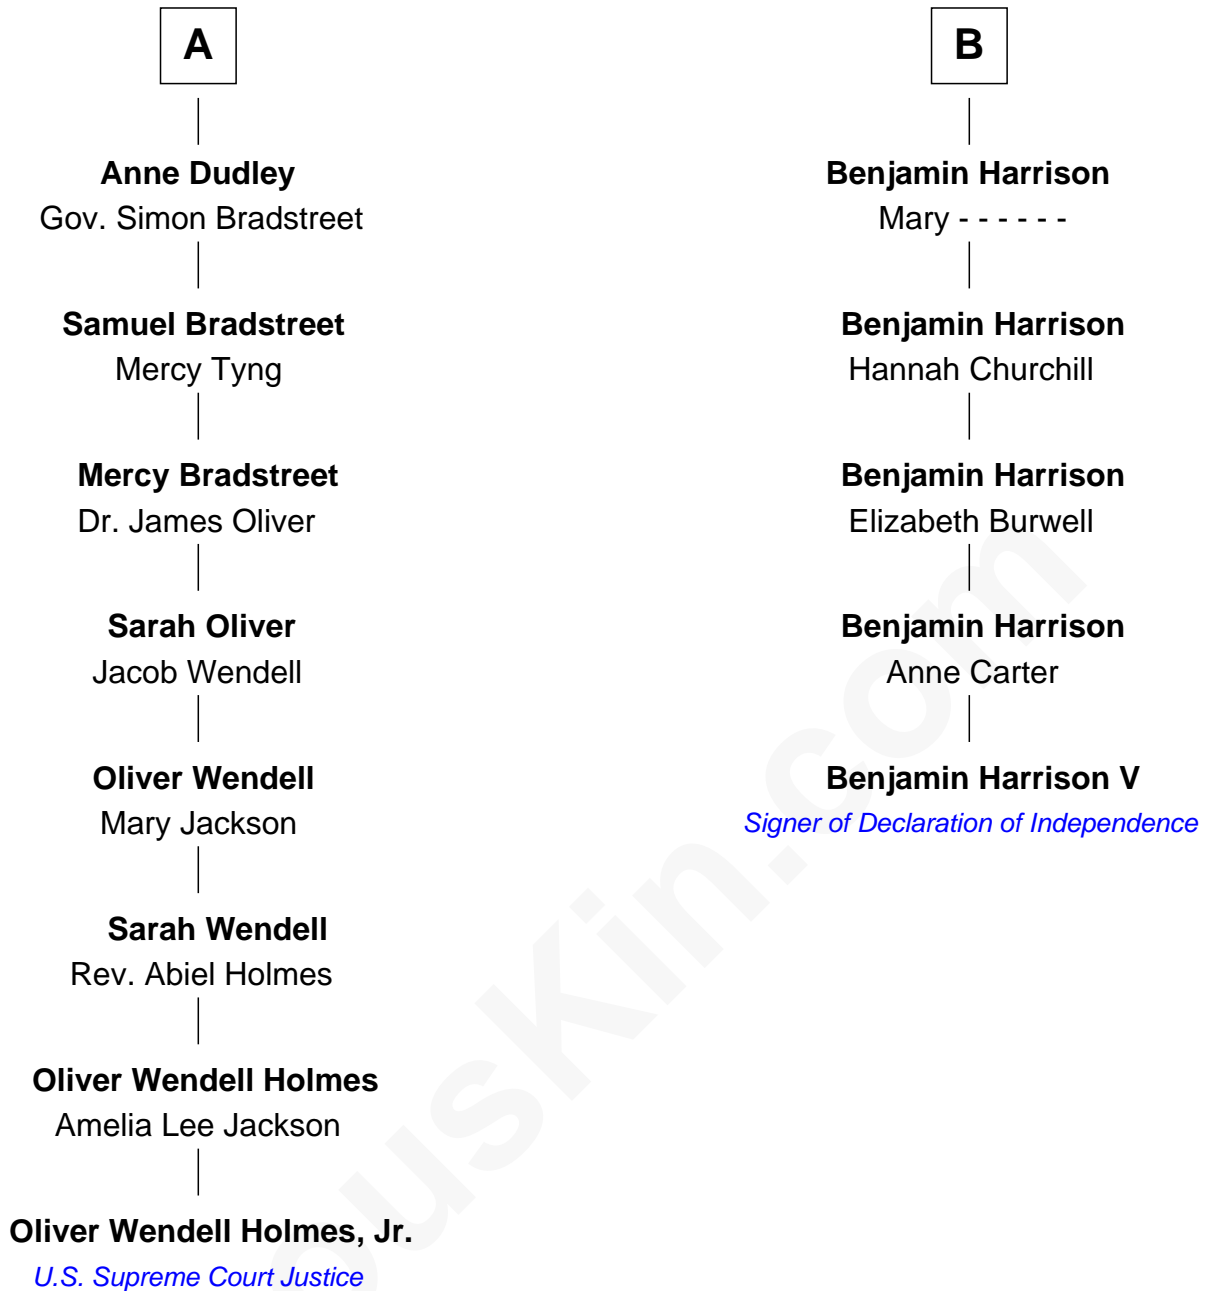 A
Anne Dudley
Gov. Simon Bradstreet
Samuel Bradstreet
Mercy Tyng
Mercy Bradstreet
Dr. James Oliver
Sarah Oliver
Jacob Wendell
Oliver Wendell
Mary Jackson
Sarah Wendell
Rev. Abiel Holmes
Oliver Wendell Holmes
Amelia Lee Jackson
Oliver Wendell Holmes, Jr.
U.S. Supreme Court Justice
B
Benjamin Harrison
Mary - - - - - -
Benjamin Harrison
Hannah Churchill
Benjamin Harrison
Elizabeth Burwell
Benjamin Harrison
Anne Carter
Benjamin Harrison V
Signer of Declaration of Independence
ousKin.com